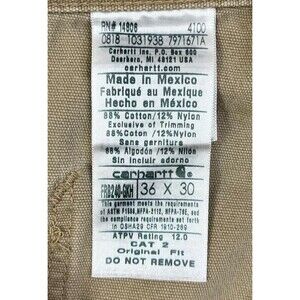 RN# 14806 4100
0818 1031938 7971671A
Carhartt Inc. P.O. Box 600
Dearborn, MI 48121 USA
carhartt.com
Made in Mexico
Fabriqué au Mexique
Hecho en México
88% Cotton/12% Nylon
Exclusive of Trimming
88% Coton/12% Nylon
Sans Garniture
88% Algodón /12% Nilón
Sin incluir adorno
carhartt
FRB240-GKH 36 X 30
This garment meets the requirements
of ASTM F1506, NFPA-2112, NFPA-70E, and
the compliance requirements set forth
in OSHA29 CFR 1910-269
ATPV Rating 12.0
CAT 2
Original Fit
DO NOT REMOVE